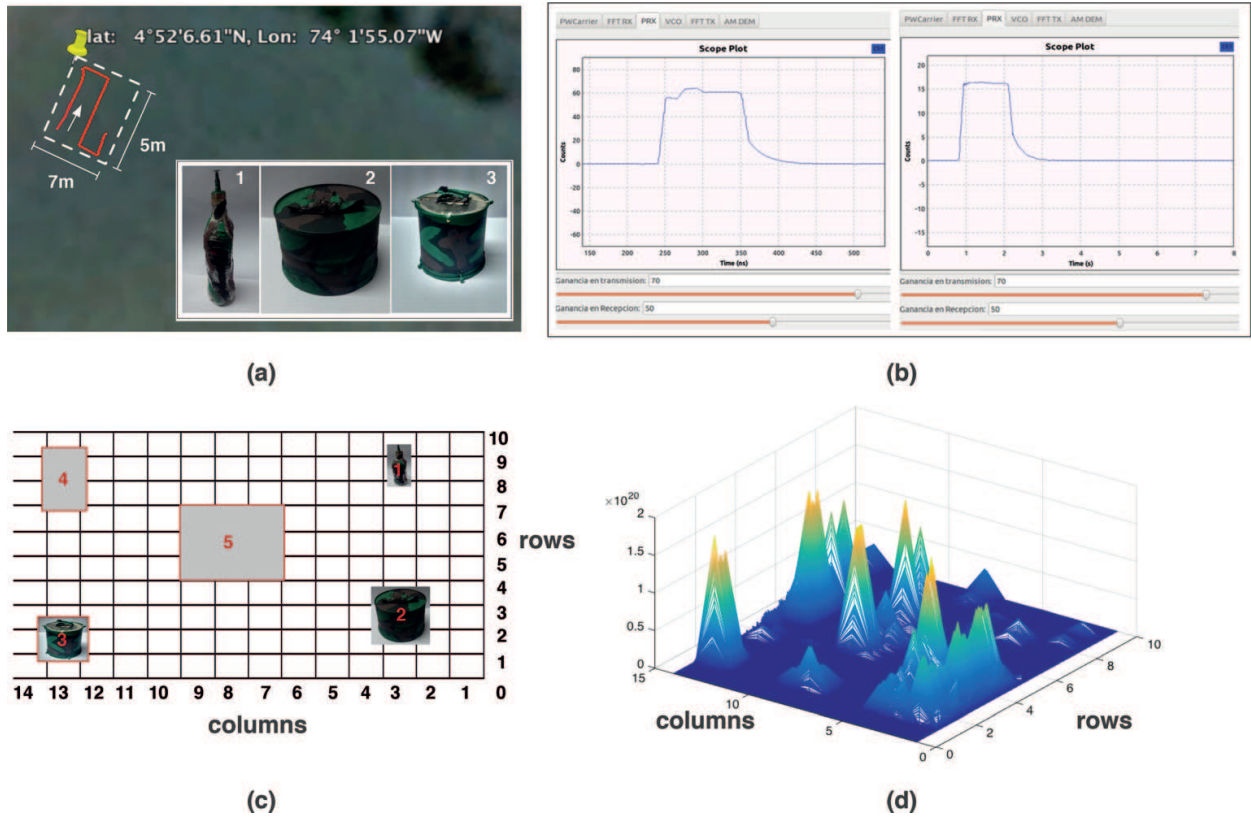 lat: 4°52'6.61"N, Lon: 74° 1'55.07"W
5m
7m
1
2
3
(a)
PWCarrier FFT RX PRX VCO FFT TX AM DEM
Scope Plot
80
60
40
20
0
-20
-40
-60
Counts
150 200 250 300 350 400 450 500
Time (ns)
Ganancia en transmision: 70
Ganancia en Recepcion: 50
PWCarrier FFT RX PRX VCO FFT TX AM DEM
Scope Plot
20
15
10
5
0
-5
-10
-15
Counts
0 1 2 3 4 5 6 7 8
Time (s)
Ganancia en transmision: 70
Ganancia en Recepcion: 50
(b)
10
9
8
7
6
5
4
3
2
1
rows
4
1
5
2
3
14 13 12 11 10 9 8 7 6 5 4 3 2 1 0
columns
(c)
×10^20
2
1.5
1
0.5
0
15
10
5
0
columns
0
2
4
6
8
10
rows
(d)